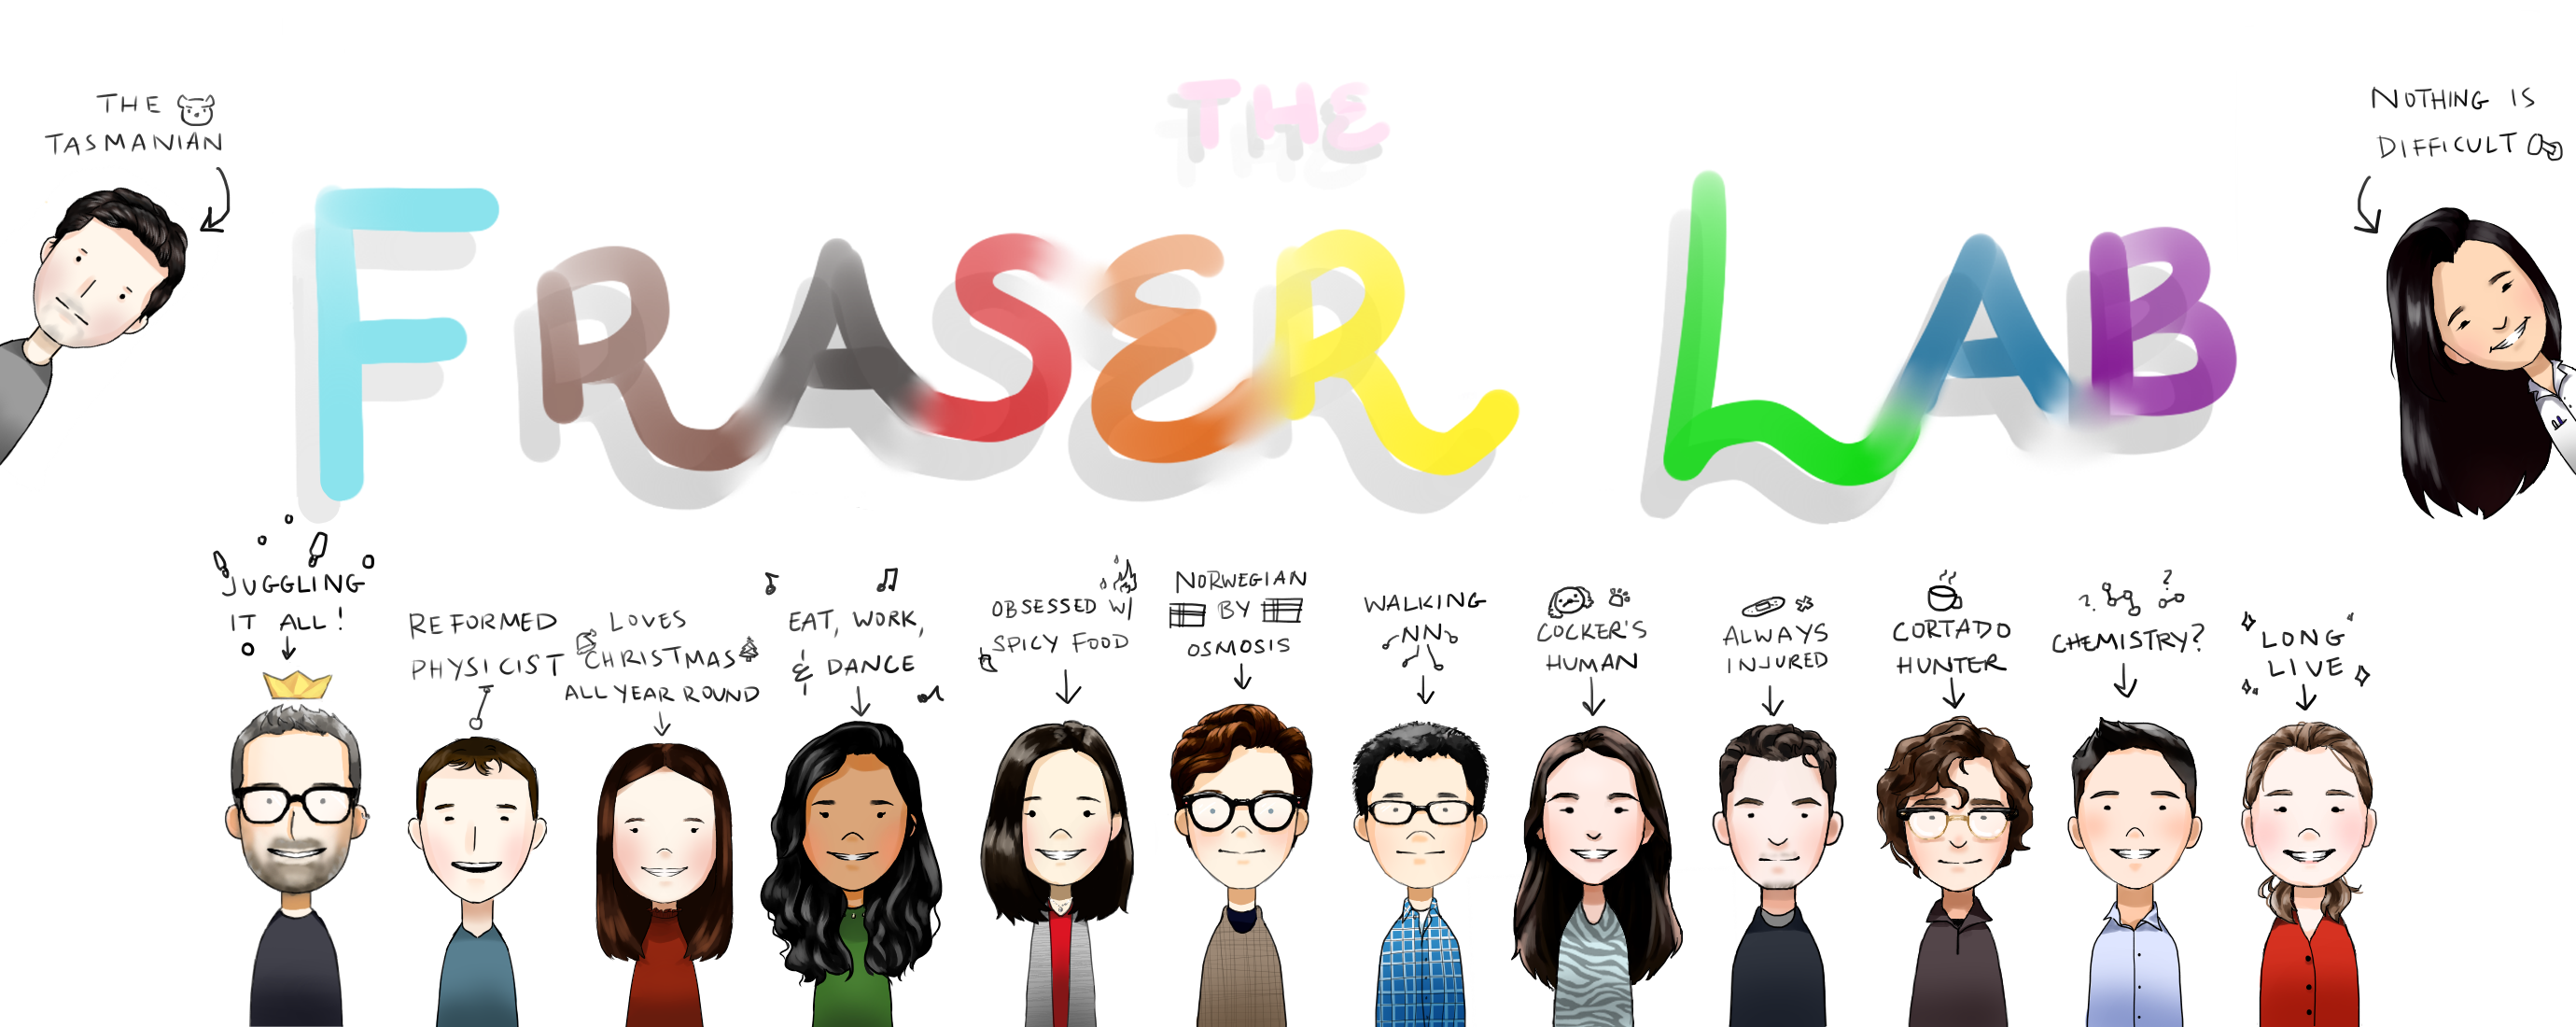 THE
FRASER LAB
THE
TASMANIAN
NOTHING IS
DIFFICULT
JUGGLING
IT ALL!
REFORMED
PHYSICIST
LOVES
CHRISTMAS
ALL YEAR ROUND
EAT, WORK,
& DANCE
OBSESSED W/
SPICY FOOD
NORWEGIAN
BY
OSMOSIS
WALKING
NN
COCKER'S
HUMAN
ALWAYS
INJURED
CORTADO
HUNTER
? ?
CHEMISTRY?
LONG
LIVE